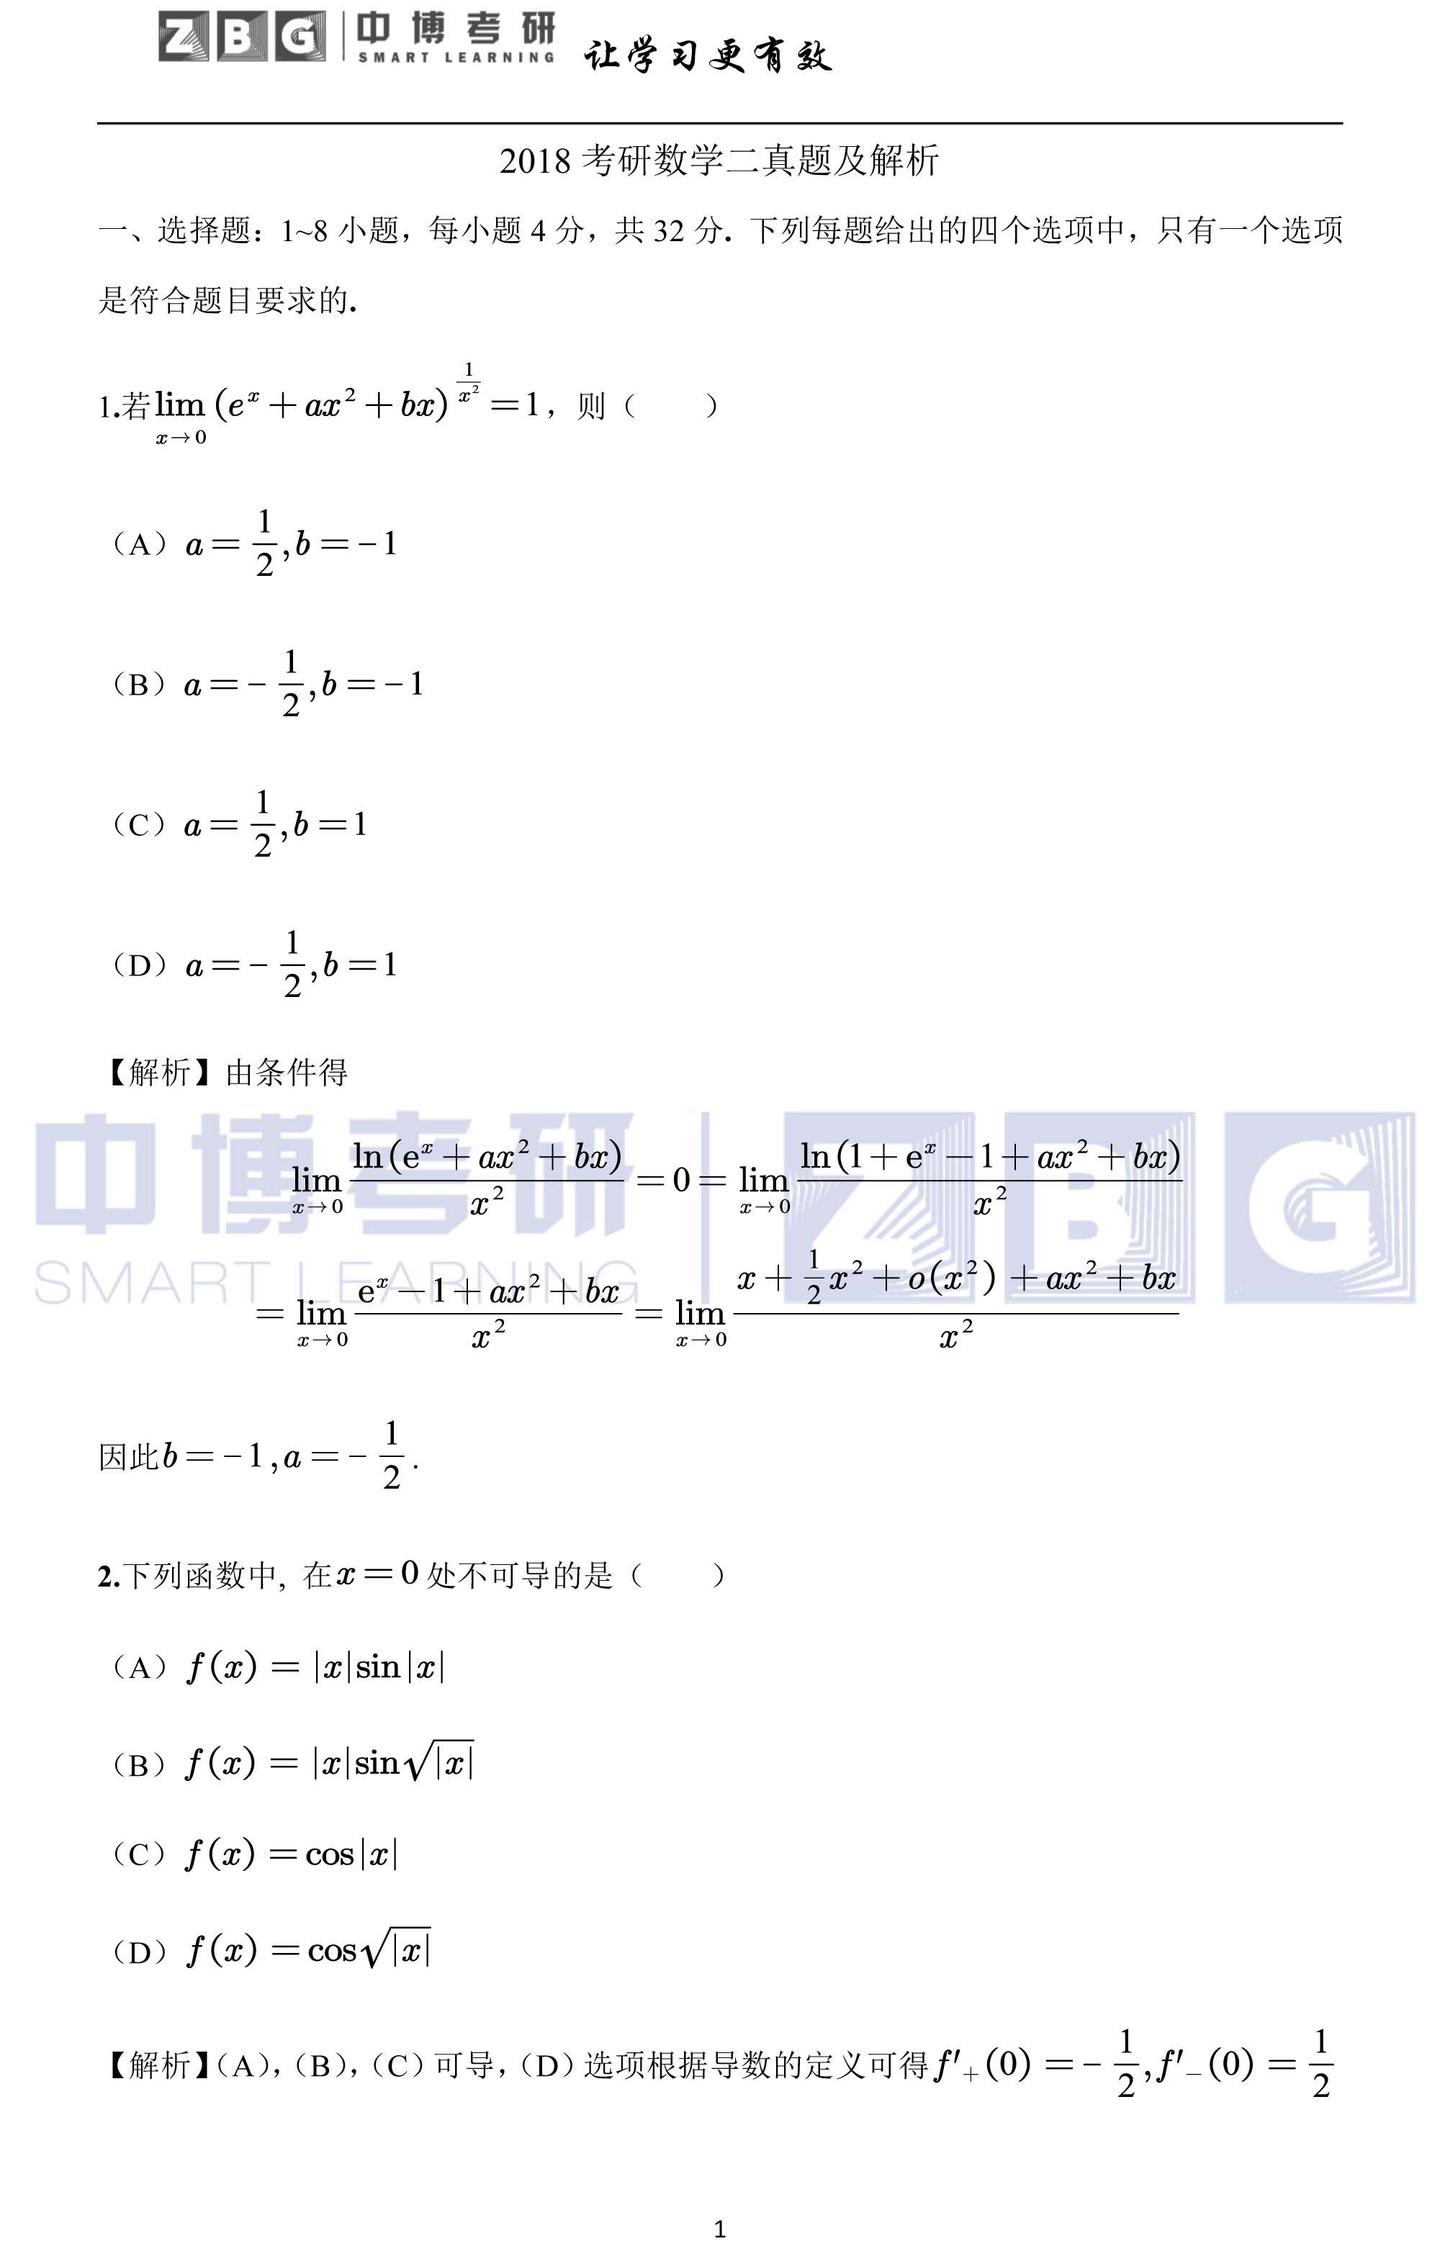 ZBG 中博考研 SMART LEARNING 让学习更有效
2018 考研数学二真题及解析
一、选择题：1~8 小题，每小题 4 分，共 32 分．下列每题给出的四个选项中，只有一个选项
是符合题目要求的．
1.若$\lim_{x\to 0}(e^x+ax^2+bx)^{\frac{1}{x^2}}=1$，则（　　）
（A）$a=\frac{1}{2},b=-1$
（B）$a=-\frac{1}{2},b=-1$
（C）$a=\frac{1}{2},b=1$
（D）$a=-\frac{1}{2},b=1$
【解析】由条件得
中博考研 ZBG
SMART LEARNING
$\lim_{x\to 0}\frac{\ln(e^x+ax^2+bx)}{x^2}=0=\lim_{x\to 0}\frac{\ln(1+e^x-1+ax^2+bx)}{x^2}$
$=\lim_{x\to 0}\frac{e^x-1+ax^2+bx}{x^2}=\lim_{x\to 0}\frac{x+\frac{1}{2}x^2+o(x^2)+ax^2+bx}{x^2}$
因此$b=-1,a=-\frac{1}{2}$．
2.下列函数中, 在$x=0$处不可导的是（　　）
（A）$f(x)=|x|\sin|x|$
（B）$f(x)=|x|\sin\sqrt{|x|}$
（C）$f(x)=\cos|x|$
（D）$f(x)=\cos\sqrt{|x|}$
【解析】（A），（B），（C）可导，（D）选项根据导数的定义可得$f'_+(0)=-\frac{1}{2},f'_-(0)=\frac{1}{2}$
1